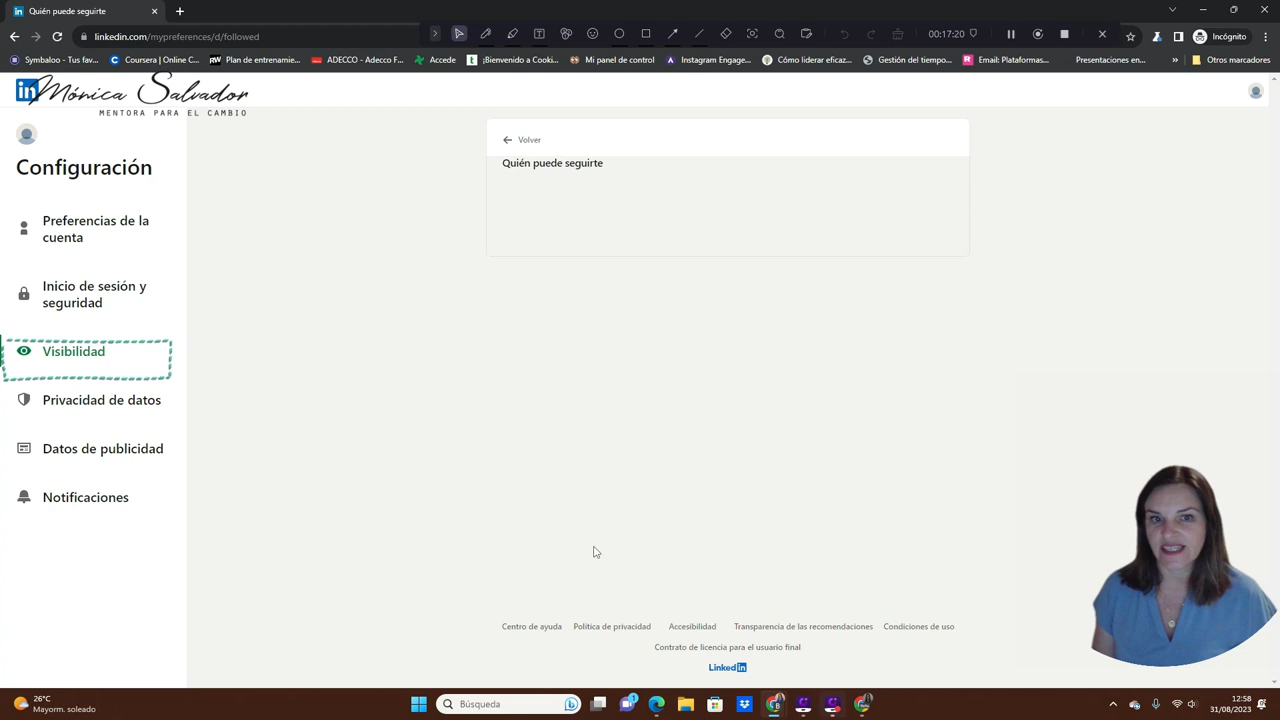 Quién puede seguirte
linkedin.com/mypreferences/d/followed
00:17:20
Incógnito
Symbaloo - Tus fav...
Coursera | Online C...
Plan de entrenamie...
ADECCO - Adecco F...
Accede
¡Bienvenido a Cook...
Mi panel de control
Instagram Engage...
Cómo liderar eficaz...
Gestión del tiempo...
Email Plataformas...
Presentaciones en...
»
Otros marcadores
in
Mónica Salvador
MENTORA PARA EL CAMBIO
Configuración
Preferencias de la
cuenta
Inicio de sesión y
seguridad
Visibilidad
Privacidad de datos
Datos de publicidad
Notificaciones
Volver
Quién puede seguirte
Centro de ayuda
Política de privacidad
Accesibilidad
Transparencia de las recomendaciones
Condiciones de uso
Contrato de licencia para el usuario final
LinkedIn
26°C
Mayorm. soleado
Búsqueda
12:58
31/08/2023